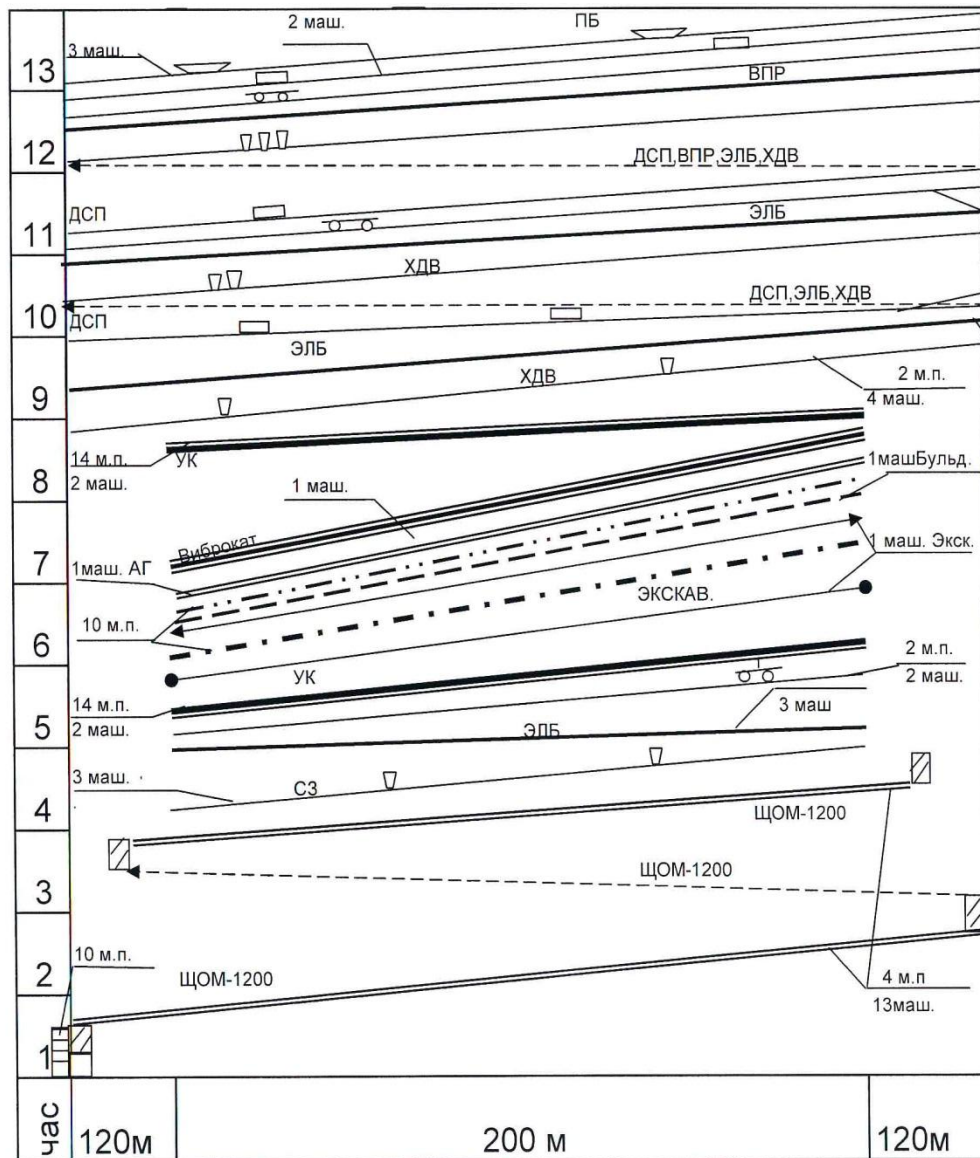 ПБ
2 маш.
3 маш.
13
ВПР
12
ДСП,ВПР,ЭЛБ,ХДВ
ДСП
11
ЭЛБ
ХДВ
10
ДСП,ЭЛБ,ХДВ
ДСП
ЭЛБ
9
ХДВ
2 м.п.
4 маш.
14 м.п.
УК
2 маш.
1машБульд.
8
1 маш.
Виброкат
7
1 маш. Экск.
1маш. АГ
ЭКСКАВ.
10 м.п.
6
УК
2 м.п.
2 маш.
14 м.п.
3 маш
5
2 маш.
ЭЛБ
3 маш.
СЗ
4
ЩОМ-1200
ЩОМ-1200
3
10 м.п.
2
ЩОМ-1200
4 м.п
13маш.
1
час
120м
200 м
120м